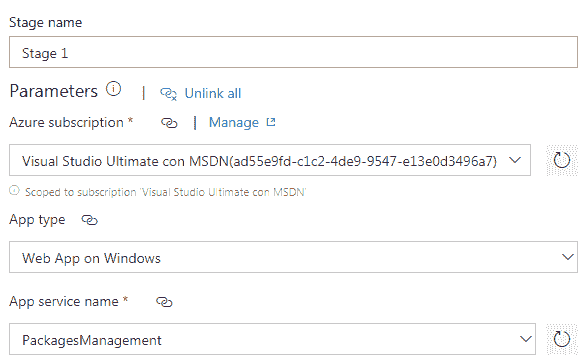 Stage name
Stage 1
Parameters | Unlink all
Azure subscription * | Manage
Visual Studio Ultimate con MSDN(ad55e9fd-c1c2-4de9-9547-e13e0d3496a7)
Scoped to subscription 'Visual Studio Ultimate con MSDN'
App type
Web App on Windows
App service name *
PackagesManagement